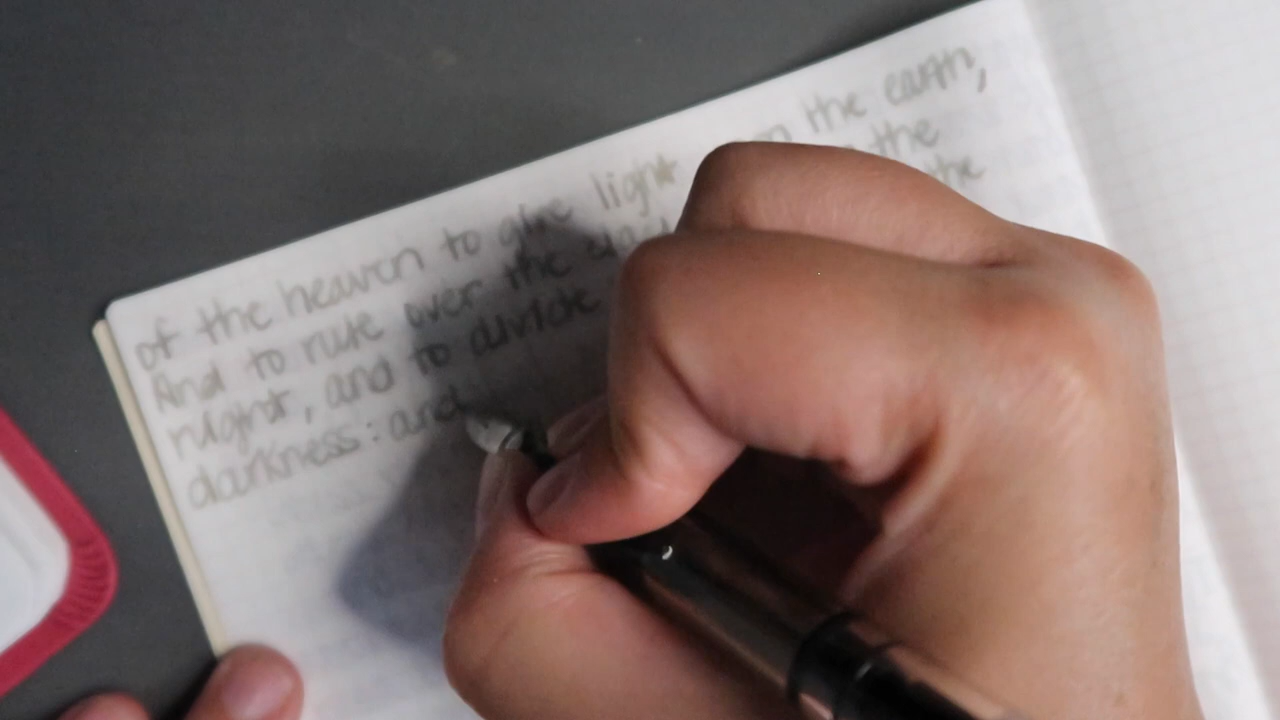 of the heaven to give light the earth,
And to rule over the the
night, and to divide the
darkness: and